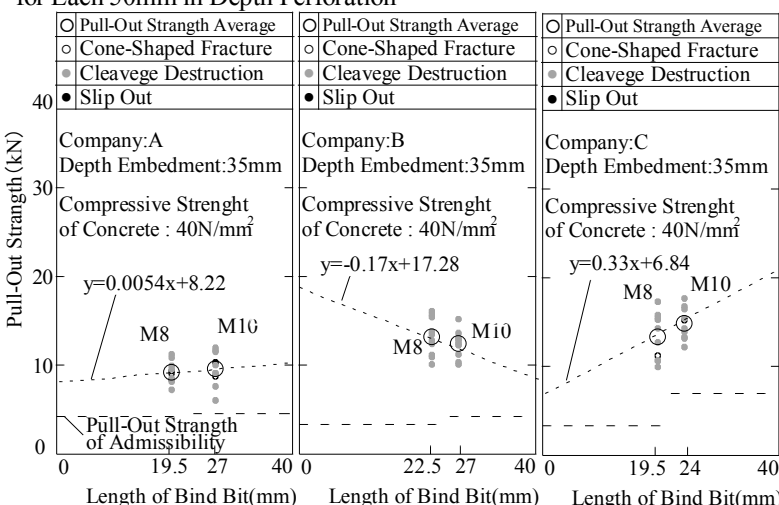 for Each 50mm in Depth Perforation
Pull-Out Strangth Average
Cone-Shaped Fracture
Cleavege Destruction
Slip Out
Company:A
Depth Embedment:35mm
Compressive Strenght
of Concrete : 40N/mm²
y=0.0054x+8.22
M8
M10
Pull-Out Strangth
of Admissibility
Pull-Out Strangth (kN)
40
30
20
10
0
0 19.5 27 40
Length of Bind Bit(mm)
Pull-Out Strangth Average
Cone-Shaped Fracture
Cleavege Destruction
Slip Out
Company:B
Depth Embedment:35mm
Compressive Strenght
of Concrete : 40N/mm²
y=-0.17x+17.28
M8
M10
0 22.5 27 40
Length of Bind Bit(mm)
Pull-Out Strangth Average
Cone-Shaped Fracture
Cleavege Destruction
Slip Out
Company:C
Depth Embedment:35mm
Compressive Strenght
of Concrete : 40N/mm²
y=0.33x+6.84
M8
M10
0 19.5 24 40
Length of Bind Bit(mm)